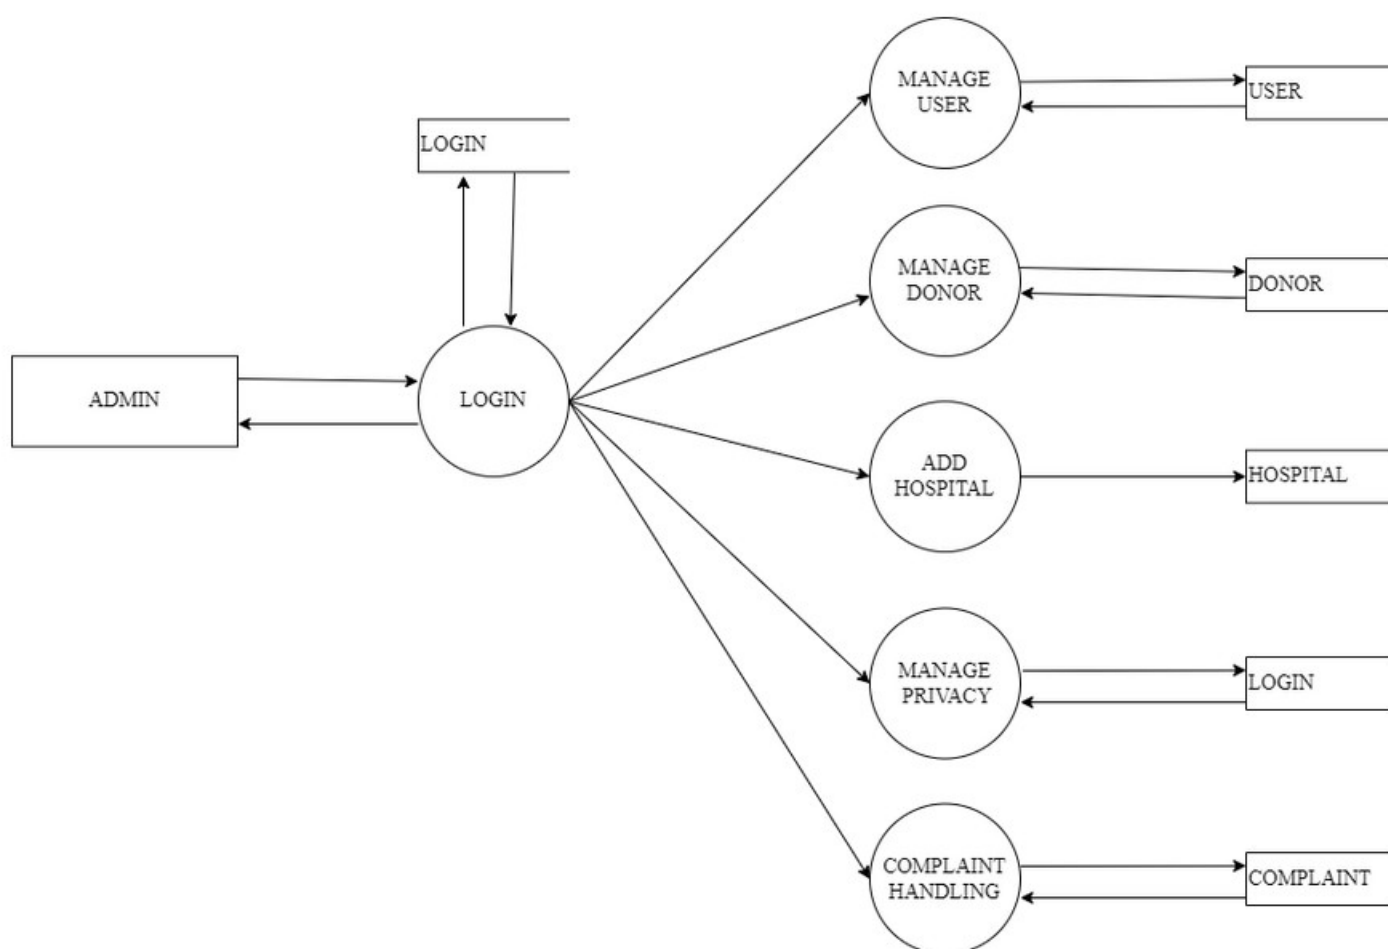 MANAGE
USER
USER
LOGIN
MANAGE
DONOR
DONOR
ADMIN
LOGIN
ADD
HOSPITAL
HOSPITAL
MANAGE
PRIVACY
LOGIN
COMPLAINT
HANDLING
COMPLAINT